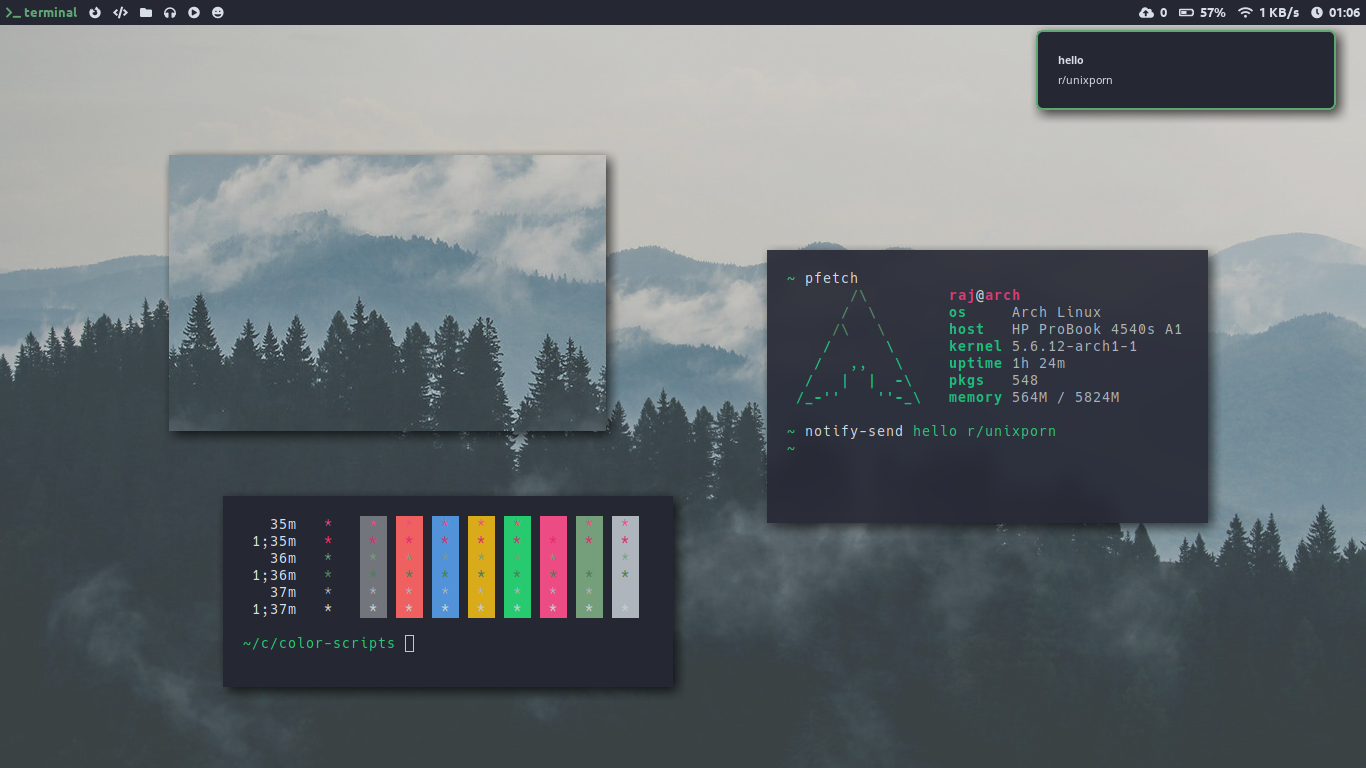 >_ terminal
0 57% 1 KB/s 01:06
hello
r/unixporn
~ pfetch
raj@arch
os Arch Linux
host HP ProBook 4540s A1
kernel 5.6.12-arch1-1
uptime 1h 24m
pkgs 548
memory 564M / 5824M
~ notify-send hello r/unixporn
~
35m * * * * * * * * *
1;35m * * * * * * * * *
36m * * * * * * * * *
1;36m * * * * * * * * *
37m * * * * * * * * *
1;37m * * * * * * * * *
~/c/color-scripts